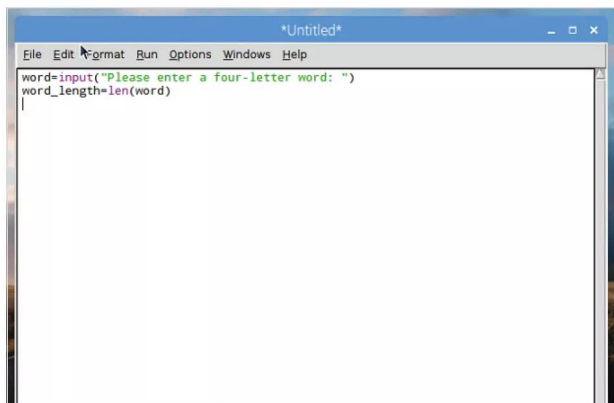 *Untitled*
File Edit Format Run Options Windows Help
word=input("Please enter a four-letter word: ")
word_length=len(word)